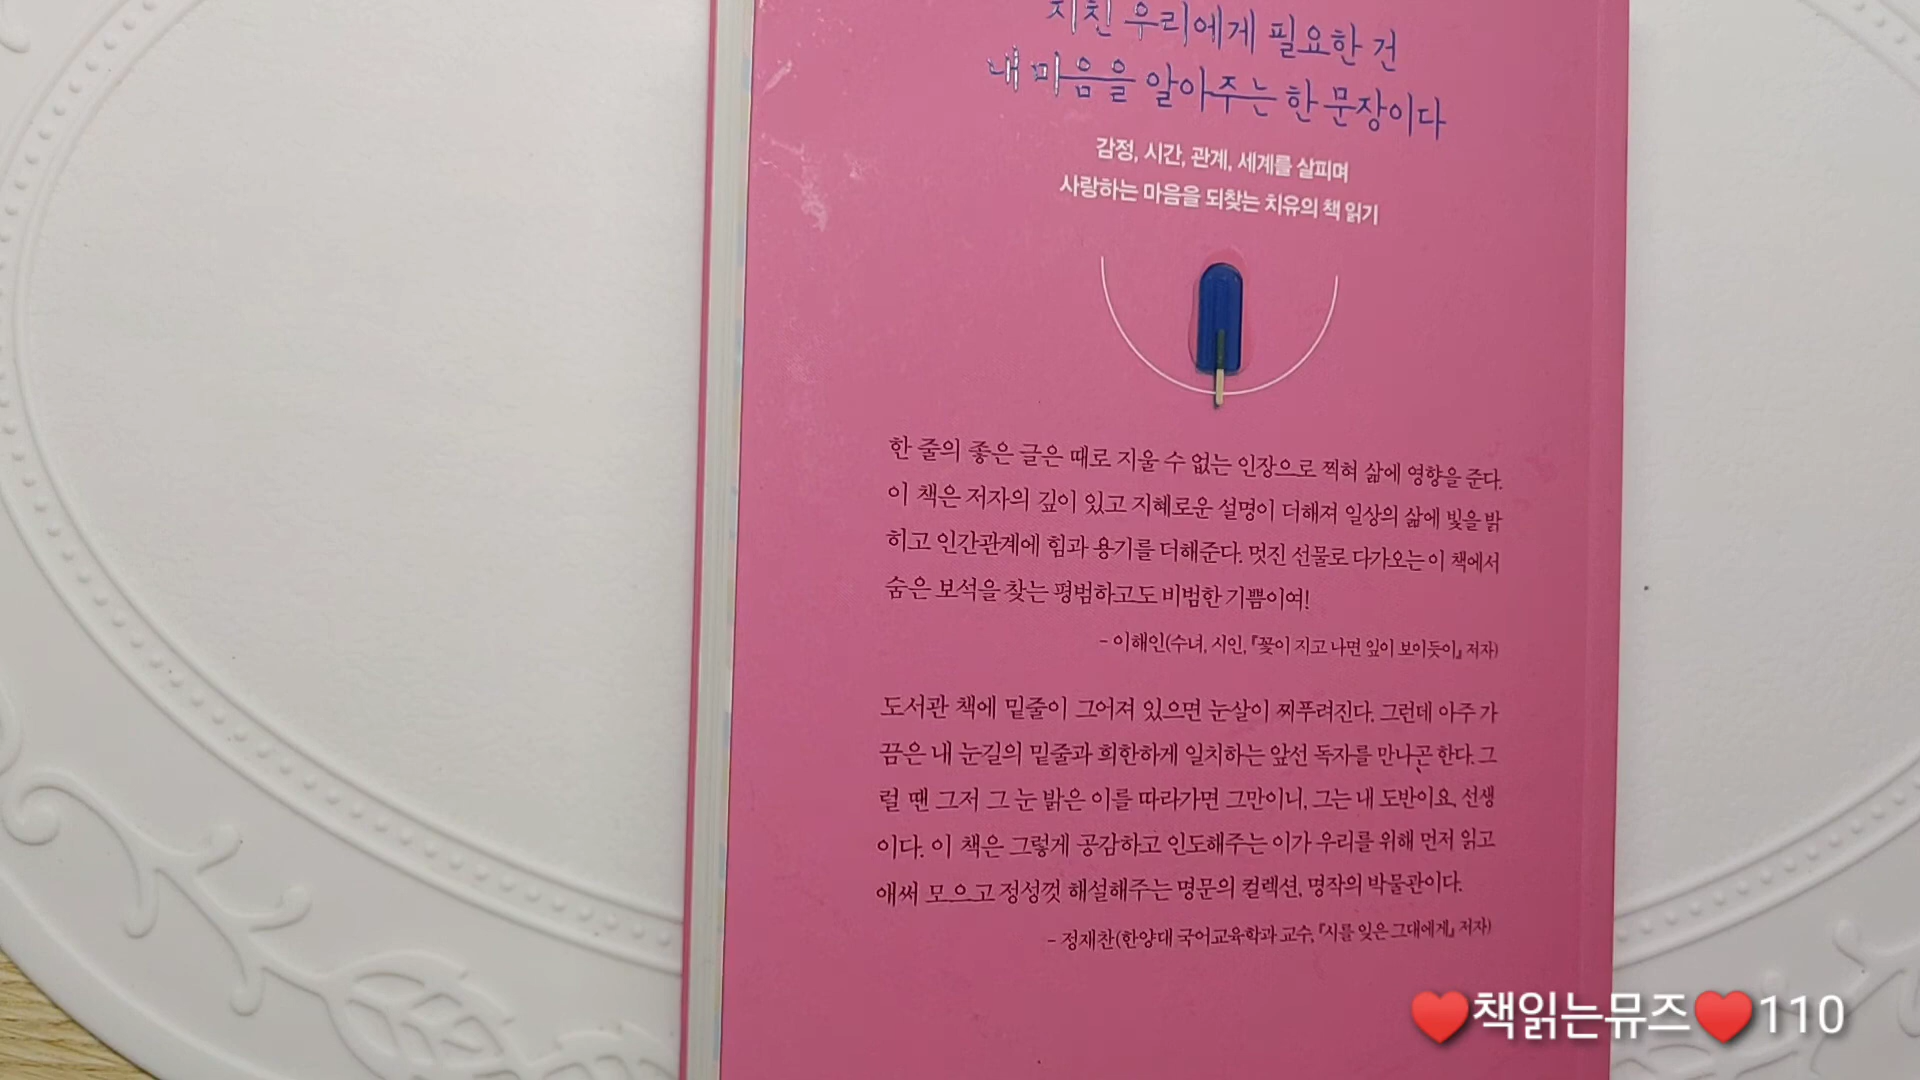 지친 우리에게 필요한 건
내 마음을 알아주는 한 문장이다
감정, 시간, 관계, 세계를 살피며
사랑하는 마음을 되찾는 치유의 책 읽기
한 줄의 좋은 글은 때로 지울 수 없는 인장으로 찍혀 삶에 영향을 준다.
이 책은 저자의 깊이 있고 지혜로운 설명이 더해져 일상의 삶에 빛을 밝
히고 인간관계에 힘과 용기를 더해준다. 멋진 선물로 다가오는 이 책에서
숨은 보석을 찾는 평범하고도 비범한 기쁨이여!
- 이해인(수녀, 시인, 『꽃이 지고 나면 잎이 보이듯이』 저자)
도서관 책에 밑줄이 그어져 있으면 눈살이 찌푸려진다. 그런데 아주 가
끔은 내 눈길의 밑줄과 희한하게 일치하는 앞선 독자를 만나곤 한다. 그
럴 땐 그저 그 눈 밝은 이를 따라가면 그만이니, 그는 내 도반이요, 선생
이다. 이 책은 그렇게 공감하고 인도해주는 이가 우리를 위해 먼저 읽고
애써 모으고 정성껏 해설해주는 명문의 컬렉션, 명작의 박물관이다.
- 정재찬(한양대 국어교육학과 교수, 『시를 잊은 그대에게』 저자)
❤️책읽는뮤즈❤️110